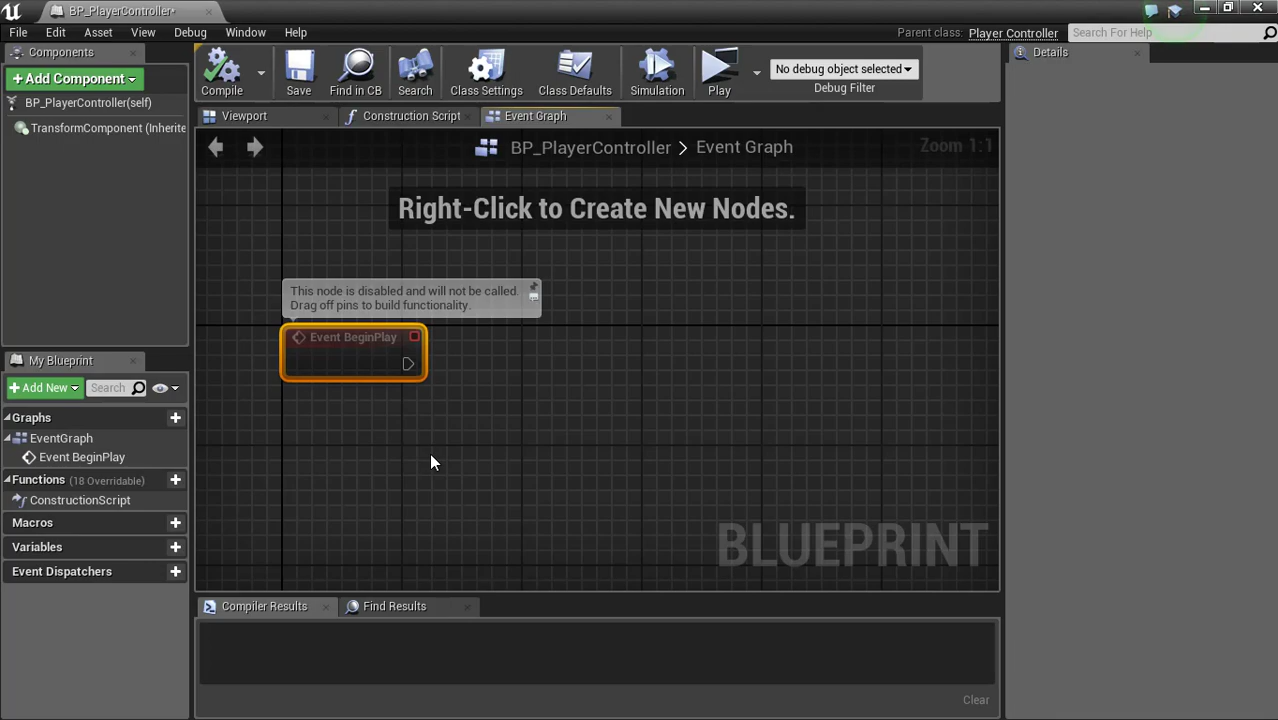 BP_PlayerController*
File Edit Asset View Debug Window Help
Parent class: Player Controller Search For Help
Components
+Add Component
BP_PlayerController(self)
TransformComponent (Inherite
Compile Save Find in CB Search Class Settings Class Defaults Simulation Play
No debug object selected
Debug Filter
Details
Viewport Construction Script Event Graph
BP_PlayerController > Event Graph
Zoom 1:1
Right-Click to Create New Nodes.
This node is disabled and will not be called.
Drag off pins to build functionality.
Event BeginPlay
BLUEPRINT
My Blueprint
+Add New Search
Graphs
EventGraph
Event BeginPlay
Functions (18 Overridable)
ConstructionScript
Macros
Variables
Event Dispatchers
Compiler Results Find Results
Clear